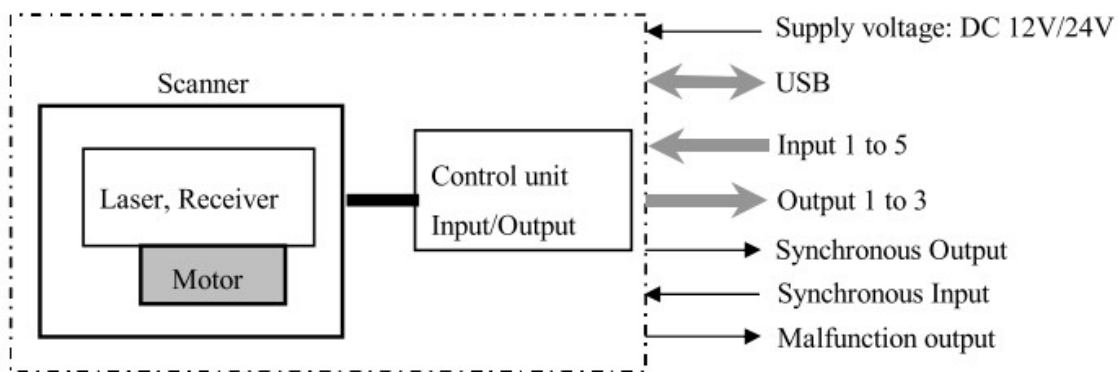 Scanner
Laser, Receiver
Motor
Control unit
Input/Output
Supply voltage: DC 12V/24V
USB
Input 1 to 5
Output 1 to 3
Synchronous Output
Synchronous Input
Malfunction output